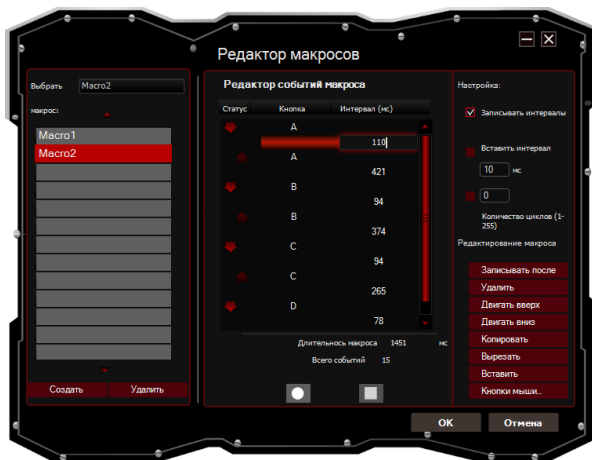 Редактор макросов
Выбрать Macro2
макрос:
Macro1
Macro2
Создать Удалить
Редактор событий макроса
Статус Кнопка Интервал (мс)
A
110
A
421
B
94
B
374
C
94
C
265
D
78
Длительнось макроса 1451 мс
Всего событий 15
Настройка:
Записывать интервалы
Вставить интервал
10 мс
0
Количество циклов (1-
255)
Редактирование макроса
Записывать после
Удалить
Двигать вверх
Двигать вниз
Копировать
Вырезать
Вставить
Кнопки мыши...
OK Отмена